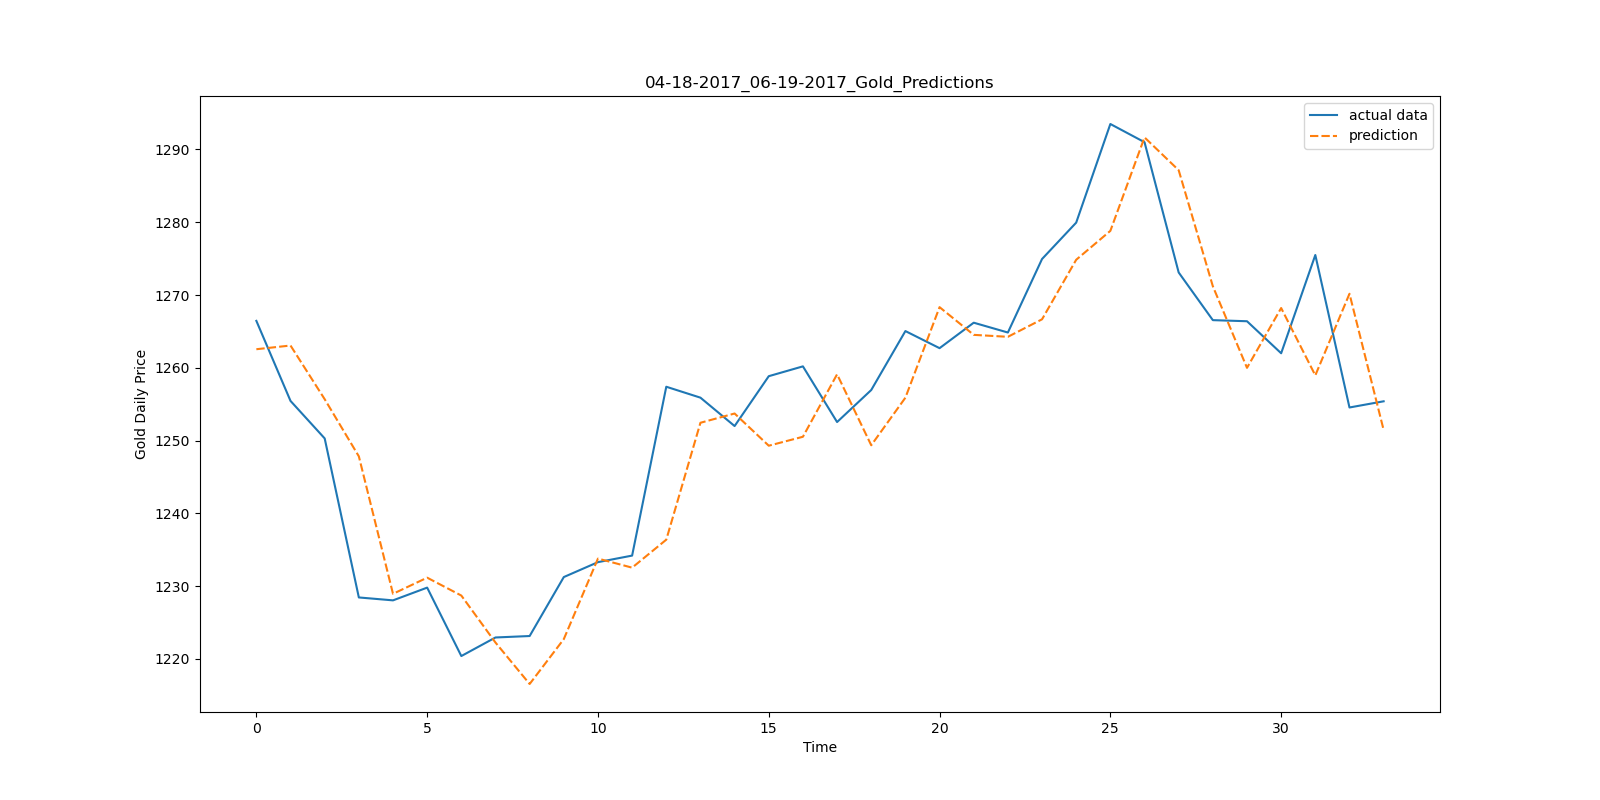 04-18-2017_06-19-2017_Gold_Predictions
actual data
prediction
Gold Daily Price
1290
1280
1270
1260
1250
1240
1230
1220
0 5 10 15 20 25 30
Time